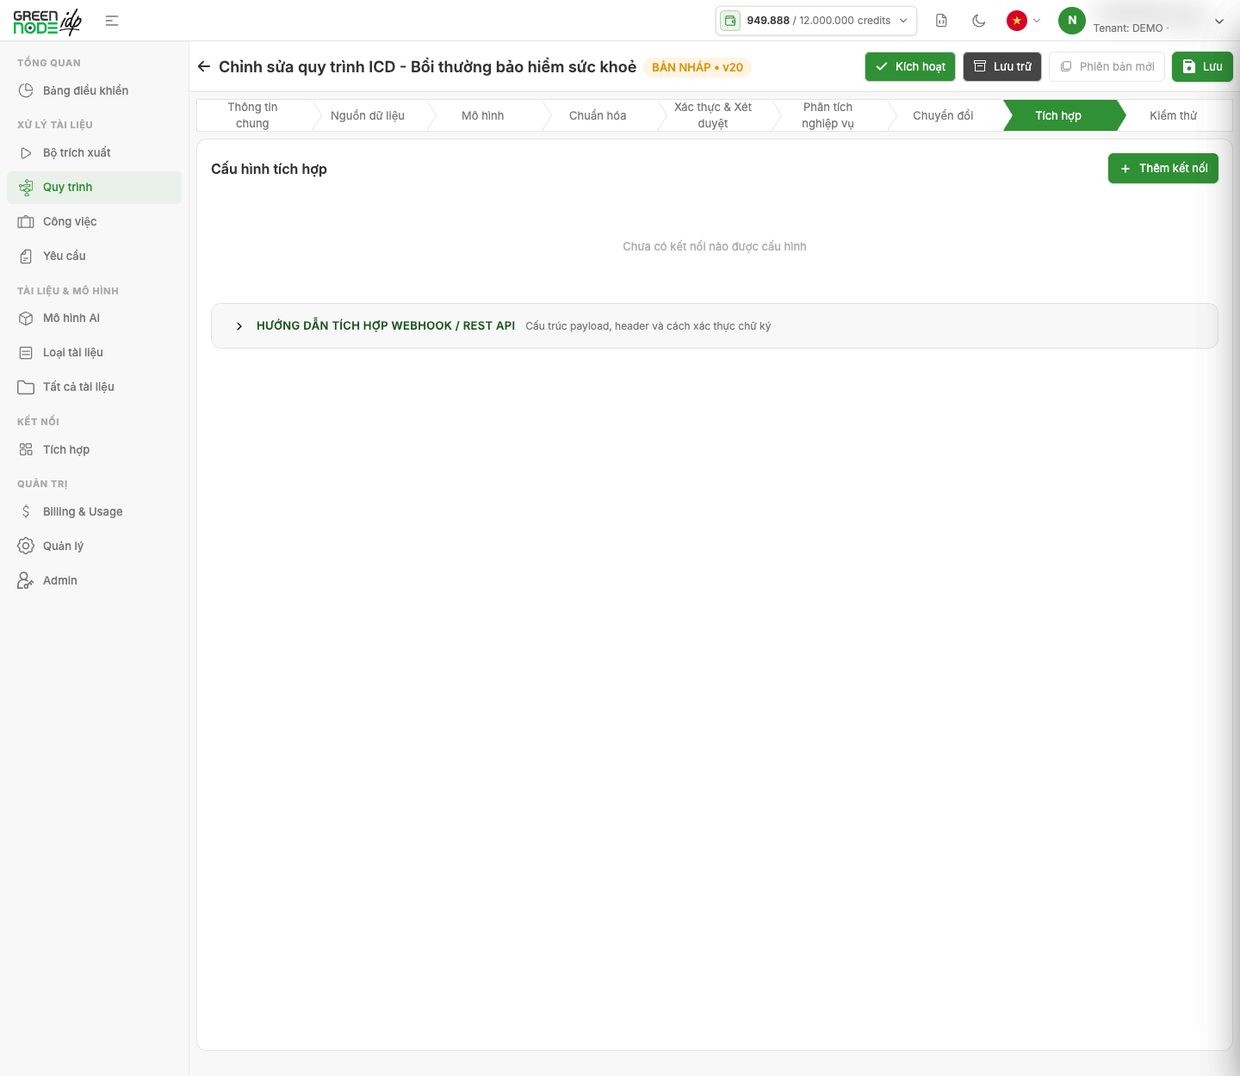 GREEN NODE idp
949.888 / 12.000.000 credits
N
Tenant: DEMO -
TỔNG QUAN
Bảng điều khiển
XỬ LÝ TÀI LIỆU
Bộ trích xuất
Quy trình
Công việc
Yêu cầu
TÀI LIỆU & MÔ HÌNH
Mô hình AI
Loại tài liệu
Tất cả tài liệu
KẾT NỐI
Tích hợp
QUẢN TRỊ
Billing & Usage
Quản lý
Admin
Chỉnh sửa quy trình ICD - Bồi thường bảo hiểm sức khoẻ
BẢN NHÁP • v20
Kích hoạt
Lưu trữ
Phiên bản mới
Lưu
Thông tin chung
Nguồn dữ liệu
Mô hình
Chuẩn hóa
Xác thực & Xét duyệt
Phân tích nghiệp vụ
Chuyển đổi
Tích hợp
Kiểm thử
Cấu hình tích hợp
Thêm kết nối
Chưa có kết nối nào được cấu hình
HƯỚNG DẪN TÍCH HỢP WEBHOOK / REST API
Cấu trúc payload, header và cách xác thực chữ ký